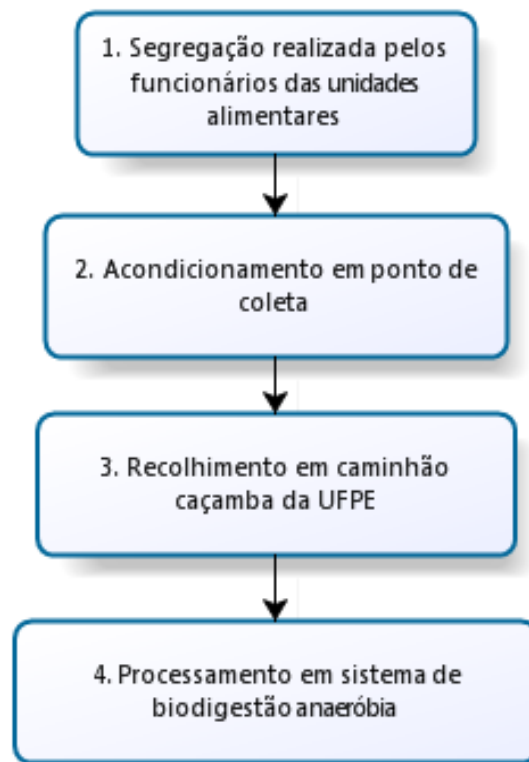 1. Segregação realizada pelos
funcionários das unidades
alimentares
2. Acondicionamento em ponto de
coleta
3. Recolhimento em caminhão
caçamba da UFPE
4. Processamento em sistema de
biodigestão anaeróbia